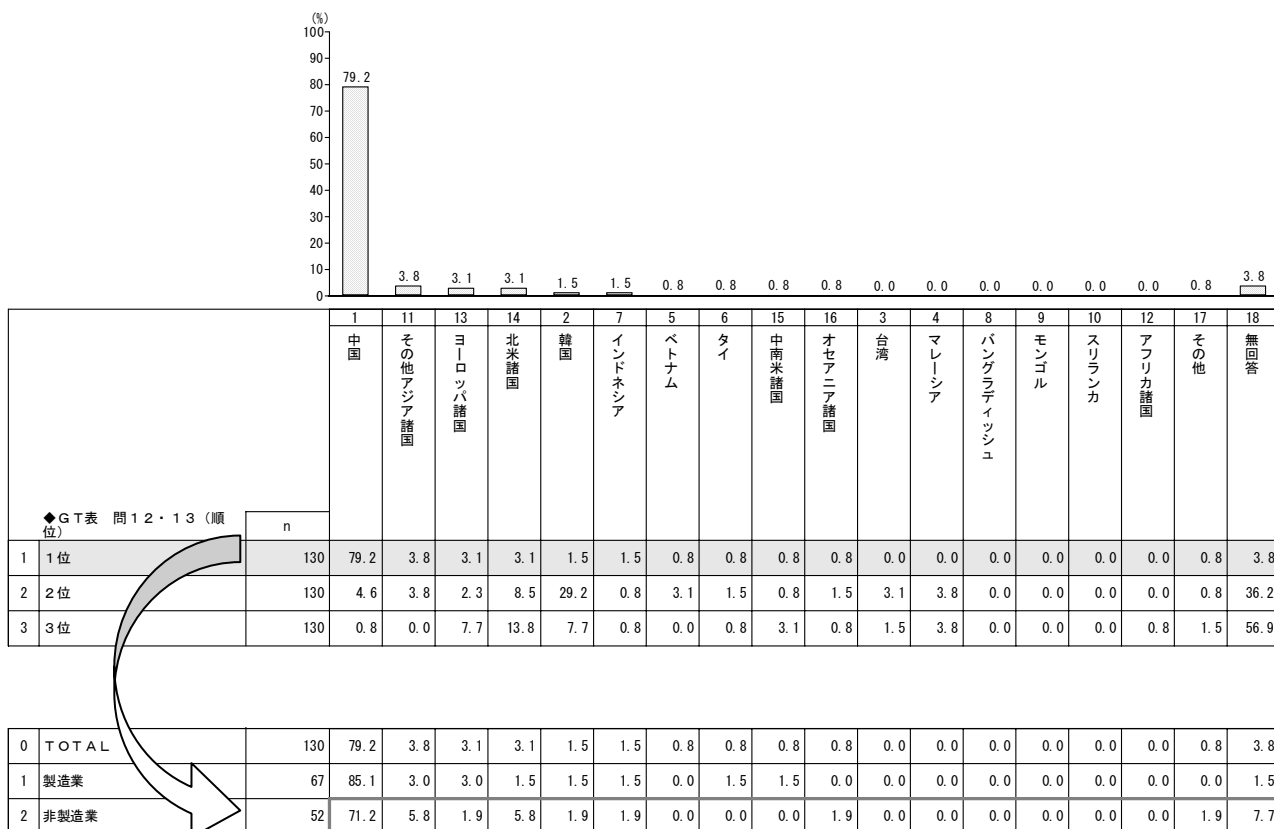 (%)
100
90
80
70
60
50
40
30
20
10
0
79.2 3.8 3.1 3.1 1.5 1.5 0.8 0.8 0.8 0.8 0.0 0.0 0.0 0.0 0.0 0.0 0.8 3.8
1 11 13 14 2 7 5 6 15 16 3 4 8 9 10 12 17 18
中国
その他アジア諸国
ヨーロッパ諸国
北米諸国
韓国
インドネシア
ベトナム
タイ
中南米諸国
オセアニア諸国
台湾
マレーシア
バングラディッシュ
モンゴル
スリランカ
アフリカ諸国
その他
無回答
◆GT表 問12・13(順
位)
n
1 1位 130 79.2 3.8 3.1 3.1 1.5 1.5 0.8 0.8 0.8 0.8 0.0 0.0 0.0 0.0 0.0 0.0 0.8 3.8
2 2位 130 4.6 3.8 2.3 8.5 29.2 0.8 3.1 1.5 0.8 1.5 3.1 3.8 0.0 0.0 0.0 0.0 0.8 36.2
3 3位 130 0.8 0.0 7.7 13.8 7.7 0.8 0.0 0.8 3.1 0.8 1.5 3.8 0.0 0.0 0.0 0.8 1.5 56.9
0 TOTAL 130 79.2 3.8 3.1 3.1 1.5 1.5 0.8 0.8 0.8 0.8 0.0 0.0 0.0 0.0 0.0 0.0 0.8 3.8
1 製造業 67 85.1 3.0 3.0 1.5 1.5 1.5 0.0 1.5 1.5 0.0 0.0 0.0 0.0 0.0 0.0 0.0 0.0 1.5
2 非製造業 52 71.2 5.8 1.9 5.8 1.9 1.9 0.0 0.0 0.0 1.9 0.0 0.0 0.0 0.0 0.0 0.0 1.9 7.7